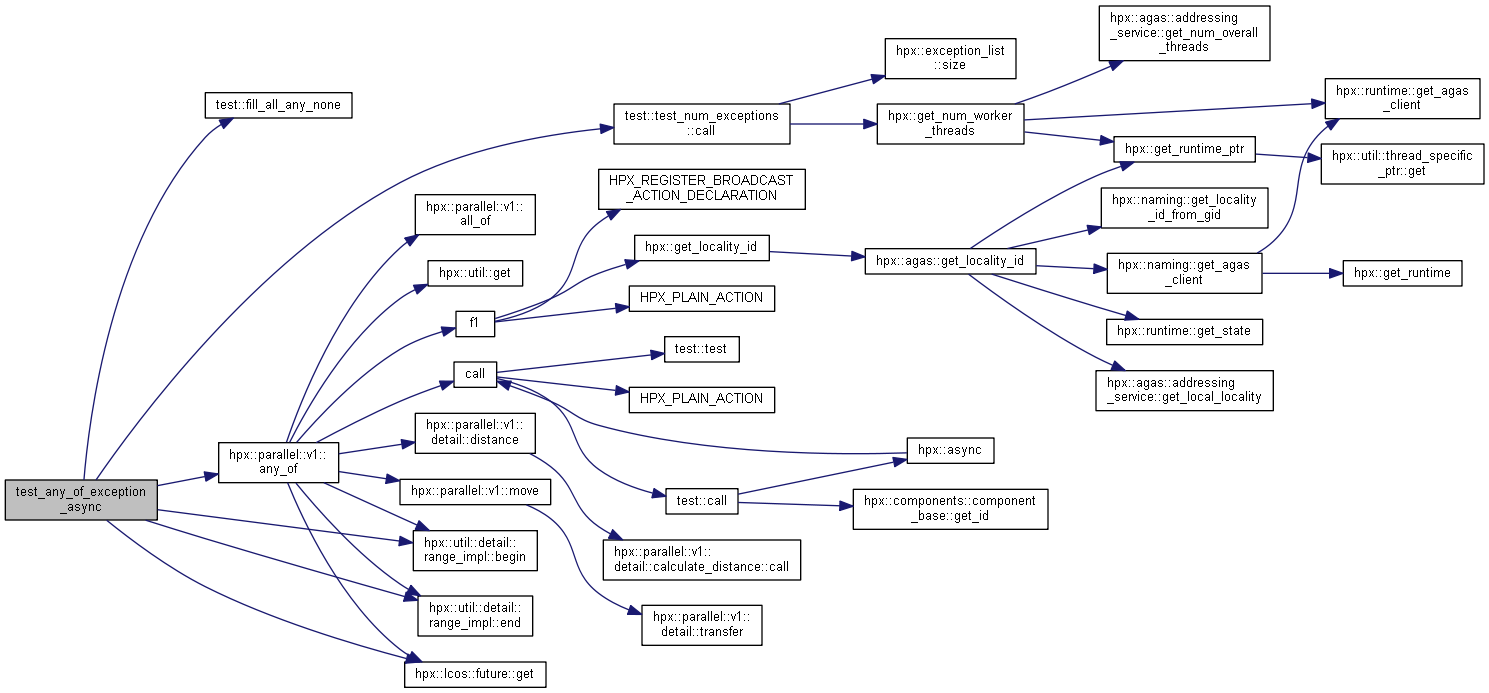 test_any_of_exception
_async
test::fill_all_any_none
test::test_num_exceptions
::call
hpx::parallel::v1::
any_of
hpx::util::detail::
range_impl::begin
hpx::util::detail::
range_impl::end
hpx::lcos::future::get
hpx::parallel::v1::
all_of
hpx::util::get
f1
call
hpx::parallel::v1::
detail::distance
hpx::parallel::v1::move
hpx::exception_list
::size
hpx::get_num_worker
_threads
HPX_REGISTER_BROADCAST
_ACTION_DECLARATION
hpx::get_locality_id
HPX_PLAIN_ACTION
test::test
HPX_PLAIN_ACTION
test::call
hpx::parallel::v1::
detail::calculate_distance::call
hpx::parallel::v1::
detail::transfer
hpx::agas::get_locality_id
hpx::async
hpx::components::component
_base::get_id
hpx::agas::addressing
_service::get_num_overall
_threads
hpx::get_runtime_ptr
hpx::naming::get_locality
_id_from_gid
hpx::naming::get_agas
_client
hpx::runtime::get_state
hpx::agas::addressing
_service::get_local_locality
hpx::runtime::get_agas
_client
hpx::util::thread_specific
_ptr::get
hpx::get_runtime